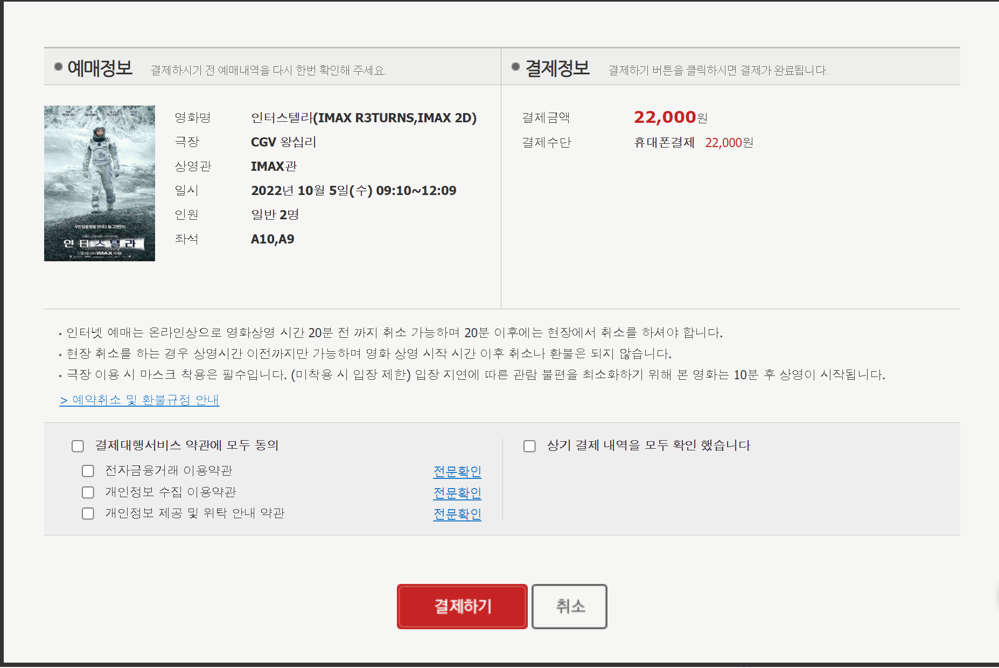 예매정보 결제하시기 전 예매내역을 다시 한번 확인해 주세요.
결제정보 결제하기 버튼을 클릭하시면 결제가 완료됩니다.
우린 답을 찾을 것이다 늘 그랬듯이
인터스텔라
IMAX
영화명 인터스텔라(IMAX R3TURNS,IMAX 2D)
극장 CGV 왕십리
상영관 IMAX관
일시 2022년 10월 5일(수) 09:10~12:09
인원 일반 2명
좌석 A10,A9
결제금액 22,000원
결제수단 휴대폰결제 22,000원
인터넷 예매는 온라인상으로 영화상영 시간 20분 전 까지 취소 가능하며 20분 이후에는 현장에서 취소를 하셔야 합니다.
현장 취소를 하는 경우 상영시간 이전까지만 가능하며 영화 상영 시작 시간 이후 취소나 환불은 되지 않습니다.
극장 이용 시 마스크 착용은 필수입니다. (미착용 시 입장 제한) 입장 지연에 따른 관람 불편을 최소화하기 위해 본 영화는 10분 후 상영이 시작됩니다.
> 예약취소 및 환불규정 안내
결제대행서비스 약관에 모두 동의
전자금융거래 이용약관 전문확인
개인정보 수집 이용약관 전문확인
개인정보 제공 및 위탁 안내 약관 전문확인
상기 결제 내역을 모두 확인 했습니다
결제하기
취소